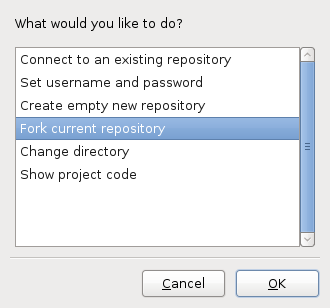 What would you like to do?
Connect to an existing repository
Set username and password
Create empty new repository
Fork current repository
Change directory
Show project code
Cancel
OK